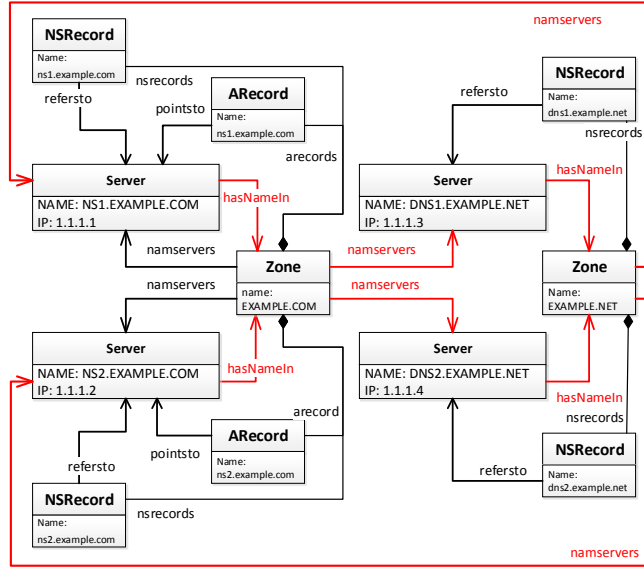 namservers
NSRecord
Name:
ns1.example.com
nsrecords
refersto
pointsto
ARecord
Name:
ns1.example.com
arecords
NSRecord
Name:
dns1.example.net
refersto
nsrecords
Server
NAME: NS1.EXAMPLE.COM
IP: 1.1.1.1
hasNameIn
Server
NAME: DNS1.EXAMPLE.NET
IP: 1.1.1.3
hasNameIn
namservers
namservers
Zone
name:
EXAMPLE.COM
Zone
name:
EXAMPLE.NET
namservers
namservers
Server
NAME: NS2.EXAMPLE.COM
IP: 1.1.1.2
hasNameIn
Server
NAME: DNS2.EXAMPLE.NET
IP: 1.1.1.4
hasNameIn
arecord
nsrecords
ARecord
Name:
ns2.example.com
pointsto
refersto
NSRecord
Name:
ns2.example.com
nsrecords
refersto
NSRecord
Name:
dns2.example.net
namservers